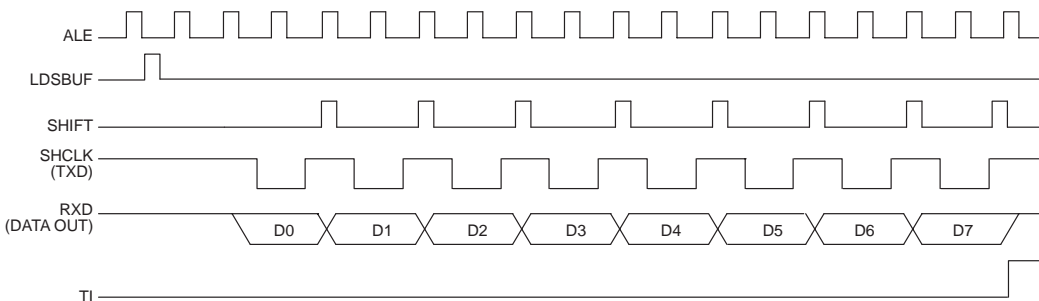 ALE
LDSBUF
SHIFT
SHCLK
(TXD)
RXD
(DATA OUT)
D0 D1 D2 D3 D4 D5 D6 D7
TI